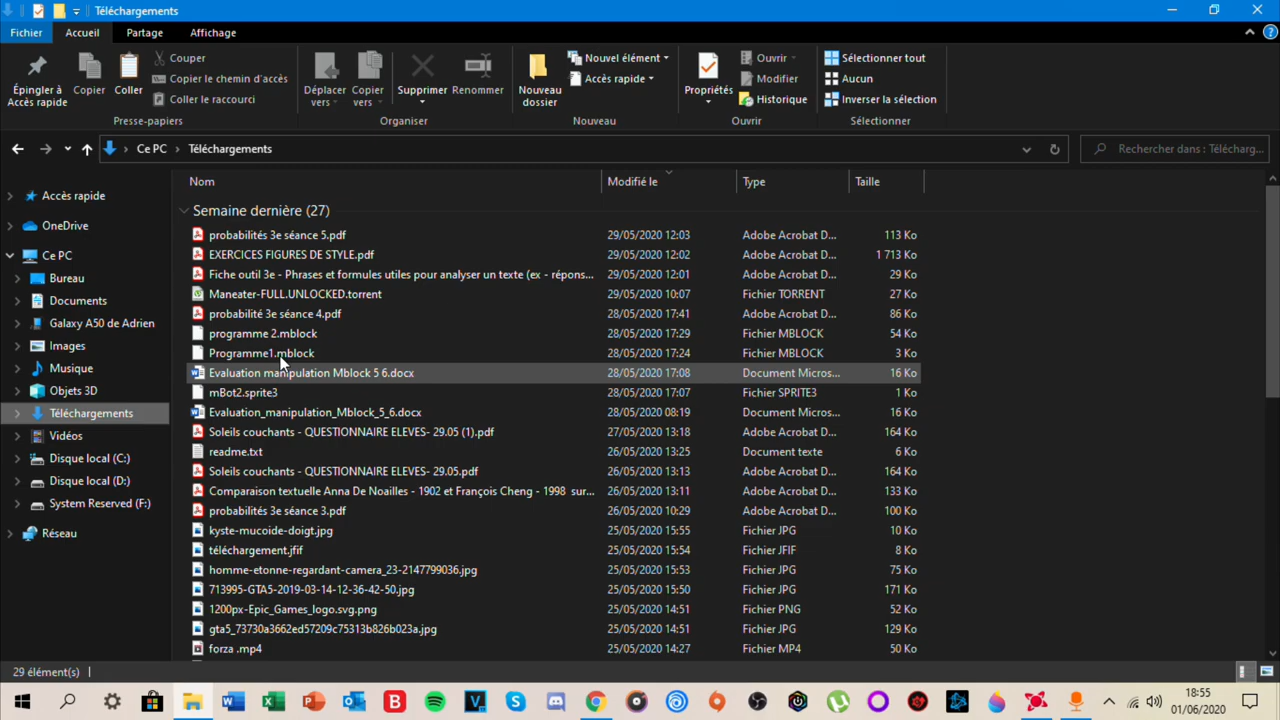 Téléchargements
Fichier Accueil Partage Affichage
Épingler à Accès rapide
Copier
Coller
Couper
Copier le chemin d'accès
Coller le raccourci
Presse-papiers
Déplacer vers
Copier vers
Supprimer
Renommer
Organiser
Nouveau dossier
Nouvel élément
Accès rapide
Nouveau
Propriétés
Ouvrir
Modifier
Historique
Ouvrir
Sélectionner tout
Aucun
Inverser la sélection
Sélectionner
Ce PC > Téléchargements
Rechercher dans : Télécharg...
Accès rapide
OneDrive
Ce PC
Bureau
Documents
Galaxy A50 de Adrien
Images
Musique
Objets 3D
Téléchargements
Vidéos
Disque local (C:)
Disque local (D:)
System Reserved (F:)
Réseau
Nom Modifié le Type Taille
Semaine dernière (27)
probabilités 3e séance 5.pdf 29/05/2020 12:03 Adobe Acrobat D... 113 Ko
EXERCICES FIGURES DE STYLE.pdf 29/05/2020 12:02 Adobe Acrobat D... 1 713 Ko
Fiche outil 3e - Phrases et formules utiles pour analyser un texte (ex - répons... 29/05/2020 12:01 Adobe Acrobat D... 29 Ko
Maneater-FULL.UNLOCKED.torrent 29/05/2020 10:07 Fichier TORRENT 27 Ko
probabilité 3e séance 4.pdf 28/05/2020 17:41 Adobe Acrobat D... 86 Ko
programme 2.mblock 28/05/2020 17:29 Fichier MBLOCK 54 Ko
Programme1.mblock 28/05/2020 17:24 Fichier MBLOCK 3 Ko
Evaluation manipulation Mblock 5 6.docx 28/05/2020 17:08 Document Micros... 16 Ko
mBot2.sprite3 28/05/2020 17:07 Fichier SPRITE3 1 Ko
Evaluation_manipulation_Mblock_5_6.docx 28/05/2020 08:19 Document Micros... 16 Ko
Soleils couchants - QUESTIONNAIRE ELEVES- 29.05 (1).pdf 27/05/2020 13:18 Adobe Acrobat D... 164 Ko
readme.txt 26/05/2020 13:25 Document texte 6 Ko
Soleils couchants - QUESTIONNAIRE ELEVES- 29.05.pdf 26/05/2020 13:13 Adobe Acrobat D... 164 Ko
Comparaison textuelle Anna De Noailles - 1902 et François Cheng - 1998 sur... 26/05/2020 13:11 Adobe Acrobat D... 133 Ko
probabilités 3e séance 3.pdf 26/05/2020 10:29 Adobe Acrobat D... 100 Ko
kyste-mucoide-doigt.jpg 25/05/2020 15:55 Fichier JPG 10 Ko
téléchargement.jfif 25/05/2020 15:54 Fichier JFIF 8 Ko
homme-etonne-regardant-camera_23-2147799036.jpg 25/05/2020 15:53 Fichier JPG 75 Ko
713995-GTA5-2019-03-14-12-36-42-50.jpg 25/05/2020 15:50 Fichier JPG 171 Ko
1200px-Epic_Games_logo.svg.png 25/05/2020 14:51 Fichier PNG 52 Ko
gta5_73730a3662ed57209c75313b826b023a.jpg 25/05/2020 14:51 Fichier JPG 129 Ko
forza .mp4 25/05/2020 14:27 Fichier MP4 50 Ko
29 élément(s)
18:55
01/06/2020